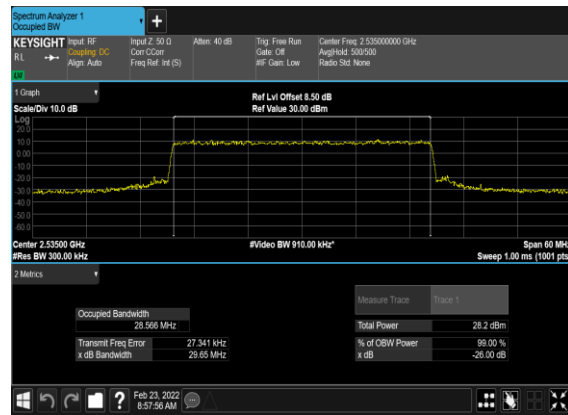 Spectrum Analyzer 1
Occupied BW
+
KEYSIGHT Input: RF Input Z: 50 Ω Atten: 40 dB Trig: Free Run Center Freq: 2.535000000 GHz
RL Coupling: DC Corr CCorr Gate: Off Avg|Hold: 500/500
Align: Auto Freq Ref: Int (S) #IF Gain: Low Radio Std: None
LXI
1 Graph
Ref Lvl Offset 8.50 dB
Scale/Div 10.0 dB Ref Value 30.00 dBm
Log
20.0
10.0
0.00
-10.0
-20.0
-30.0
-40.0
-50.0
-60.0
Center 2.53500 GHz #Video BW 910.00 kHz* Span 60 MHz
#Res BW 300.00 kHz Sweep 1.00 ms (1001 pts)
2 Metrics
Measure Trace Trace 1
Occupied Bandwidth
28.566 MHz Total Power 28.2 dBm
Transmit Freq Error 27.341 kHz % of OBW Power 99.00 %
x dB Bandwidth 29.65 MHz x dB -26.00 dB
? Feb 23, 2022
8:57:56 AM